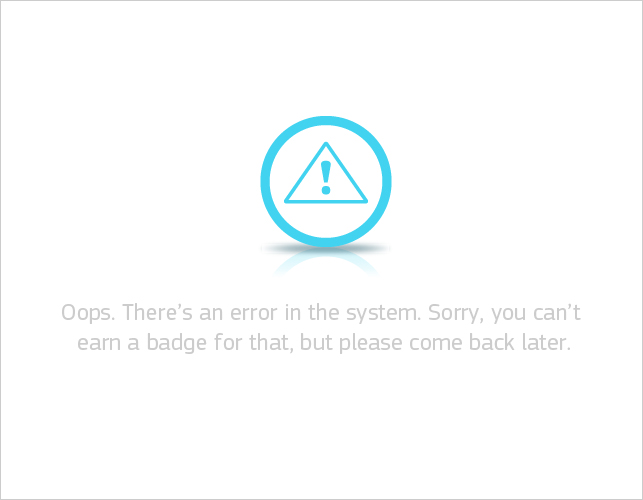 Oops. There's an error in the system. Sorry, you can't
earn a badge for that, but please come back later.